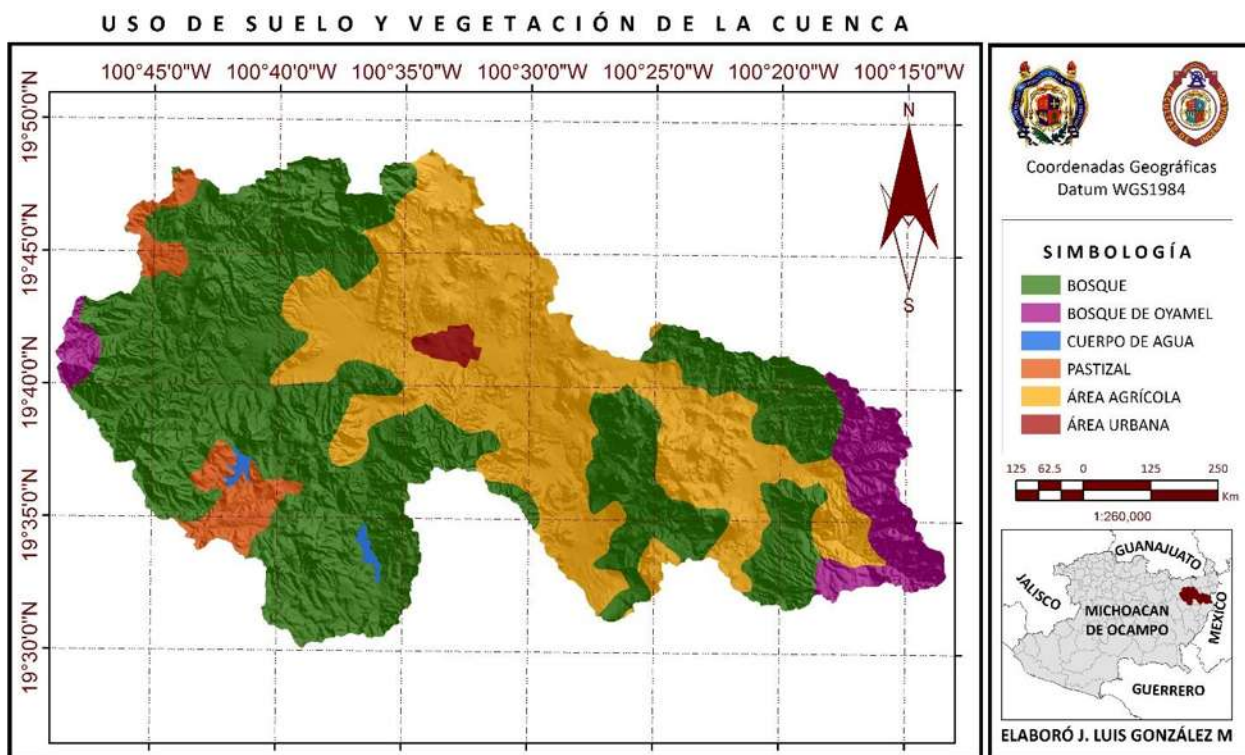 USO DE SUELO Y VEGETACIÓN DE LA CUENCA
100°45'0"W 100°40'0"W 100°35'0"W 100°30'0"W 100°25'0"W 100°20'0"W 100°15'0"W
19°50'0"N
19°45'0"N
19°40'0"N
19°35'0"N
19°30'0"N
N
S
Coordenadas Geográficas
Datum WGS1984
SIMBOLOGÍA
BOSQUE
BOSQUE DE OYAMEL
CUERPO DE AGUA
PASTIZAL
ÁREA AGRÍCOLA
ÁREA URBANA
125 62.5 0 125 250
Km
1:260,000
GUANAJUATO
JALISCO
MICHOACAN
DE OCAMPO
MEXICO
GUERRERO
ELABORÓ J. LUIS GONZÁLEZ M